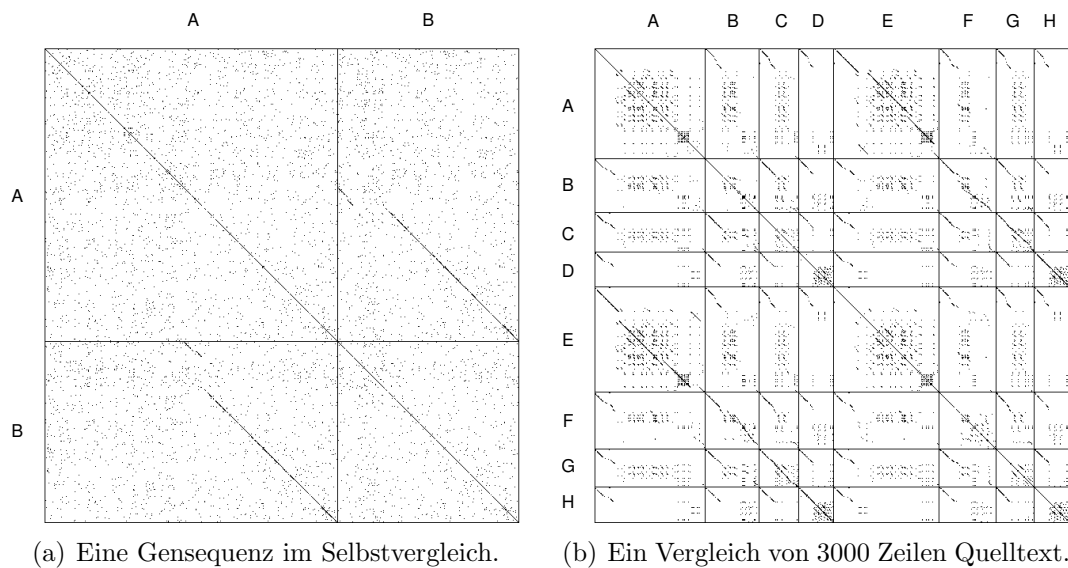 A B
A
B
(a) Eine Gensequenz im Selbstvergleich.
A B C D E F G H
A
B
C
D
E
F
G
H
(b) Ein Vergleich von 3000 Zeilen Quelltext.